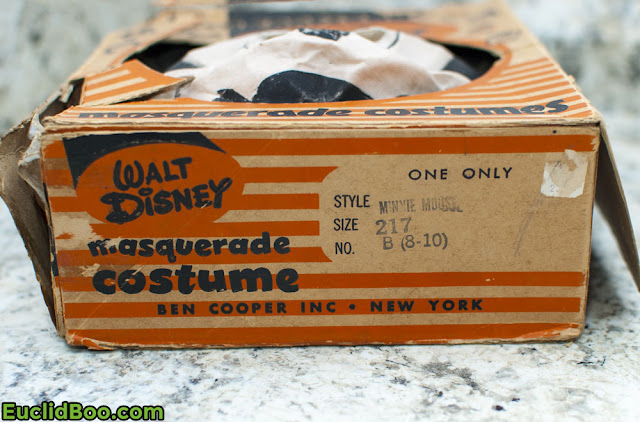 masquerade costumes
WALT DISNEY
masquerade
costume
BEN COOPER INC • NEW YORK
ONE ONLY
STYLE MINNIE MOUSE
SIZE 217
NO. B (8-10)
EuclidBoo.com